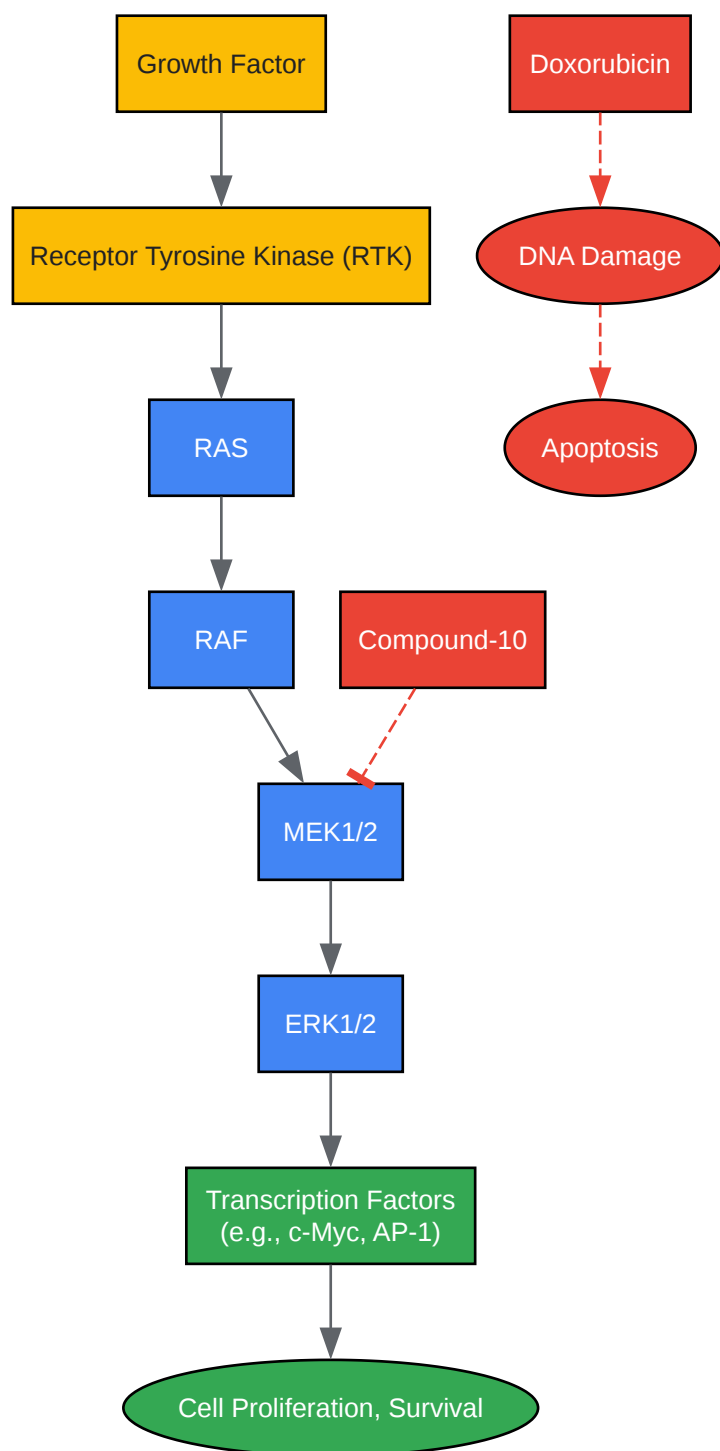 Growth Factor
Doxorubicin
Receptor Tyrosine Kinase (RTK)
DNA Damage
RAS
Apoptosis
RAF
Compound-10
MEK1/2
ERK1/2
Transcription Factors
(e.g., c-Myc, AP-1)
Cell Proliferation, Survival